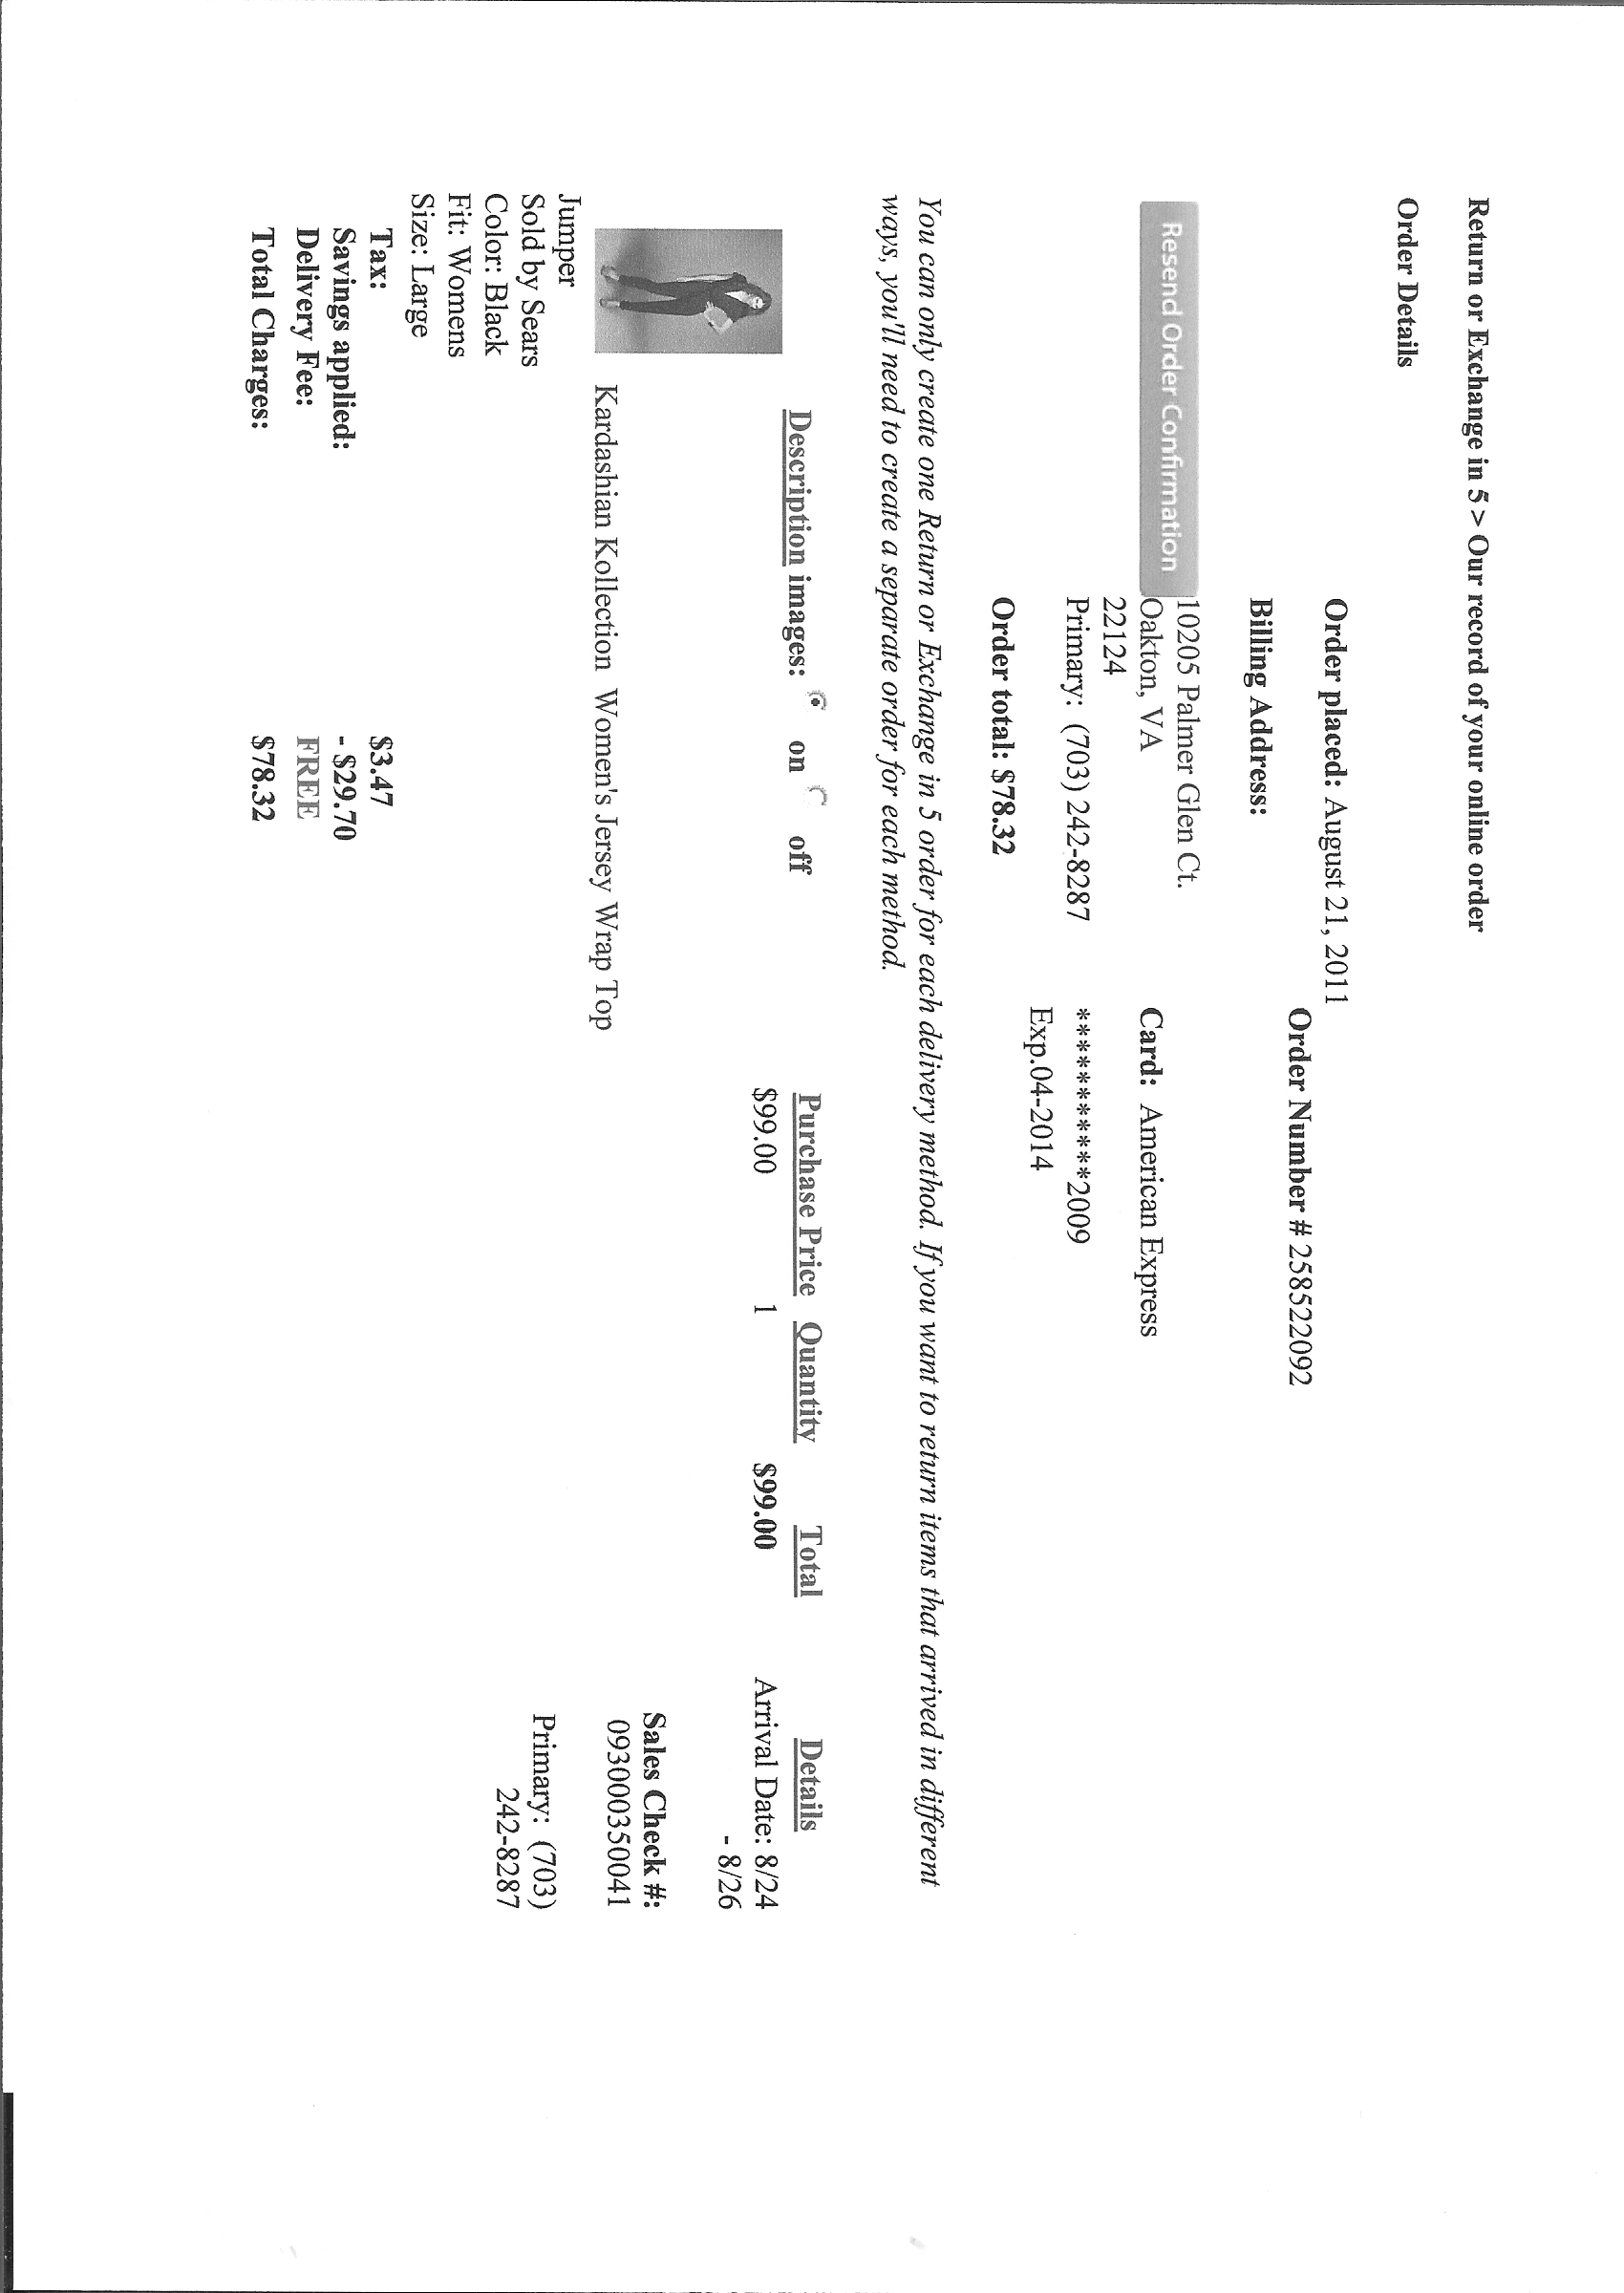 Return or Exchange in 5 > Our record of your online order
Order Details
Order placed: August 21, 2011
Order Number # 258522092
Billing Address:
Resend Order Confirmation
10205 Palmer Glen Ct.
Oakton, VA
22124
Primary: (703) 242-8287
Card: American Express
***********2009
Exp.04-2014
Order total: $78.32
You can only create one Return or Exchange in 5 order for each delivery method. If you want to return items that arrived in different
ways, you'll need to create a separate order for each method.
Description images: on off Purchase Price Quantity Total Details
$99.00 1 $99.00 Arrival Date: 8/24
- 8/26
Sales Check #:
093000350041
Kardashian Kollection Women's Jersey Wrap Top
Jumper
Sold by Sears
Color: Black
Fit: Womens
Size: Large
Primary: (703)
242-8287
Tax: $3.47
Savings applied: - $29.70
Delivery Fee: FREE
Total Charges: $78.32